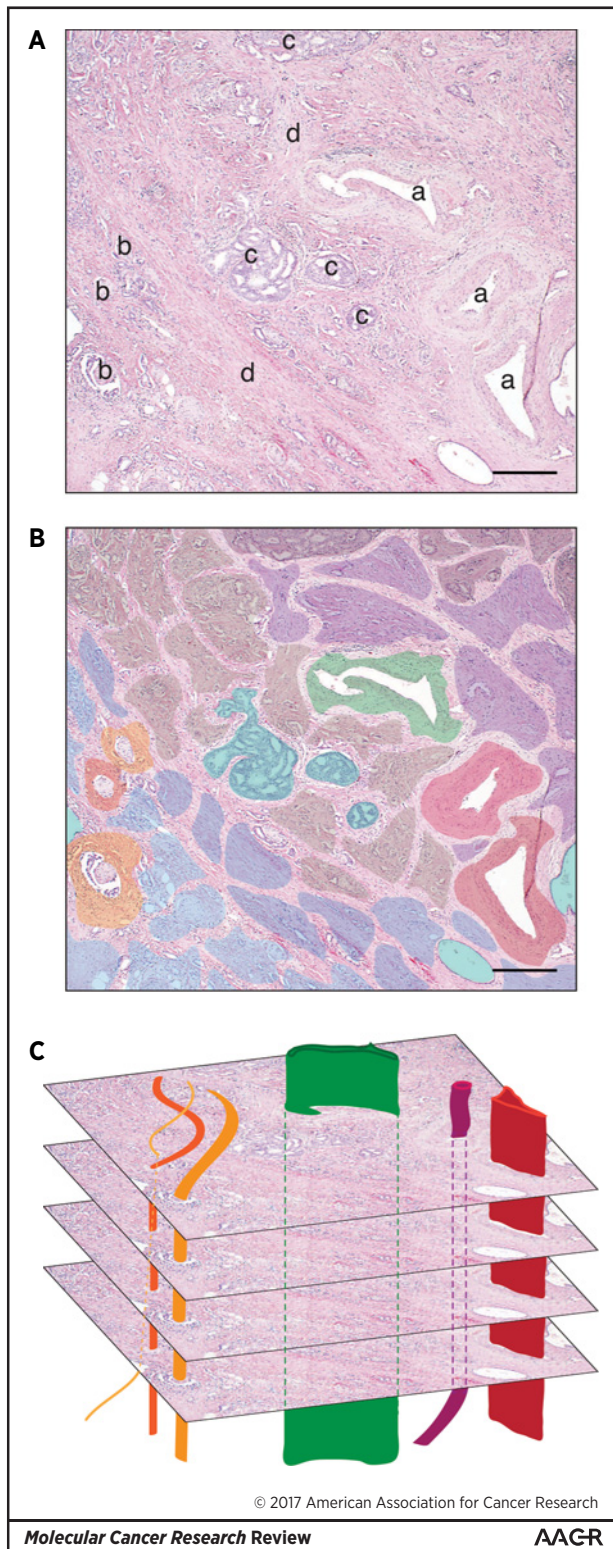 A
c
d
a
b
c
c
b
a
c
b
d
a
B
C
© 2017 American Association for Cancer Research
Molecular Cancer Research Review
AACR